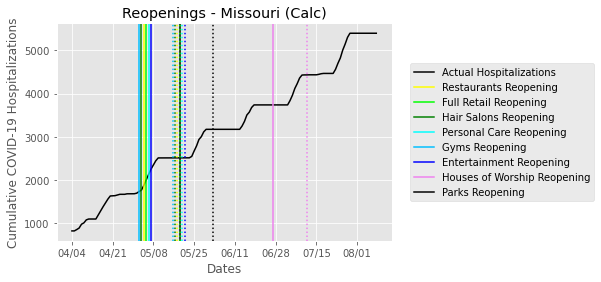 Reopenings - Missouri (Calc)
Cumulative COVID-19 Hospitalizations
5000
4000
3000
2000
1000
04/04 04/21 05/08 05/25 06/11 06/28 07/15 08/01
Dates
Actual Hospitalizations
Restaurants Reopening
Full Retail Reopening
Hair Salons Reopening
Personal Care Reopening
Gyms Reopening
Entertainment Reopening
Houses of Worship Reopening
Parks Reopening